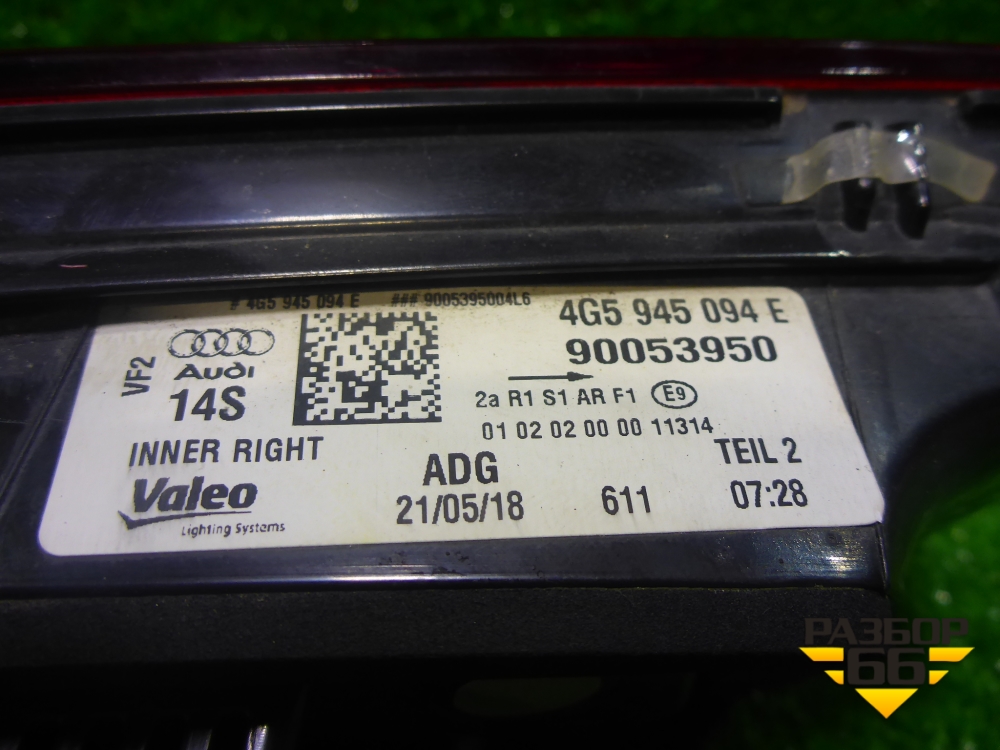 # 4G5 945 094 E ### 9005395004L6
4G5 945 094 E
90053950
VF2
Audi
14S
2a R1 S1 AR F1 E9
01 02 02 00 00 11314
INNER RIGHT
ADG
TEIL 2
Valeo
Lighting Systems
21/05/18
611
07:28
РАЗБОР
66